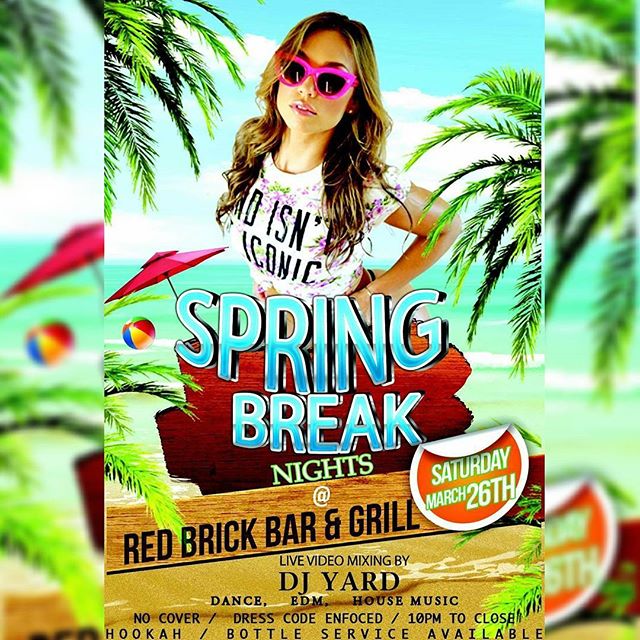 NO ISN'T
ICONIC
SPRING
BREAK
NIGHTS
@
RED BRICK BAR & GRILL
SATURDAY
MARCH 26TH
LIVE VIDEO MIXING BY
DJ YARD
DANCE, EDM, HOUSE MUSIC
NO COVER / DRESS CODE ENFOCED / 10PM TO CLOSE
HOOKAH / BOTTLE SERVICE AVAILABLE